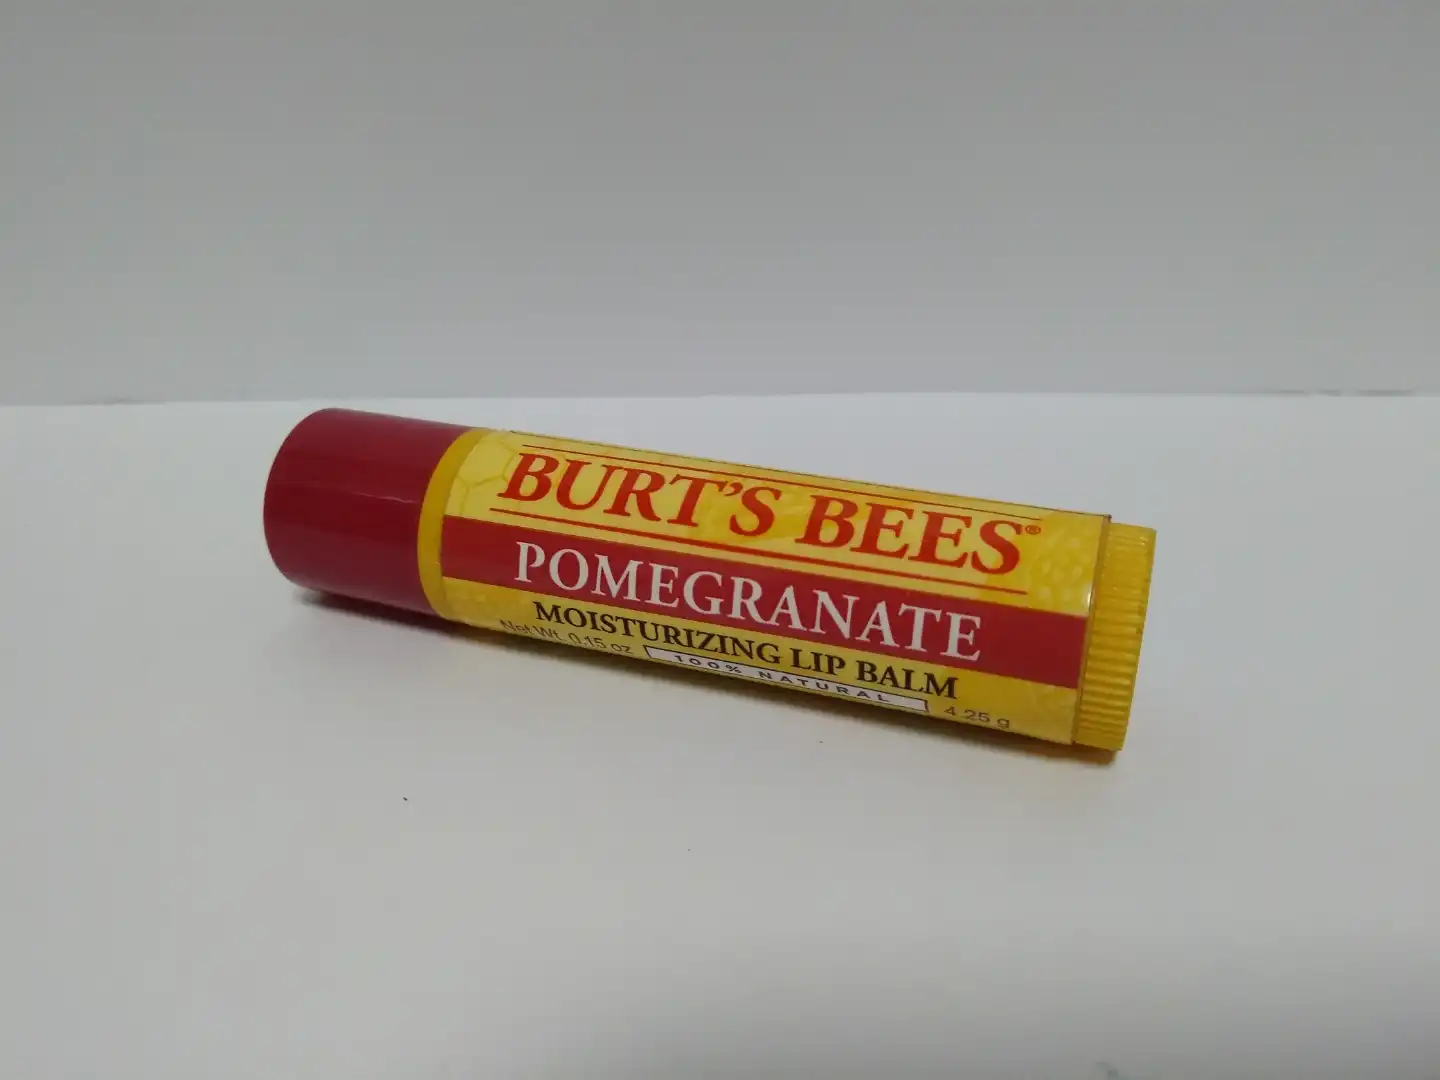 BURT'S BEES®
POMEGRANATE
MOISTURIZING LIP BALM
Net Wt. 0.15 oz 100% NATURAL 4.25 g